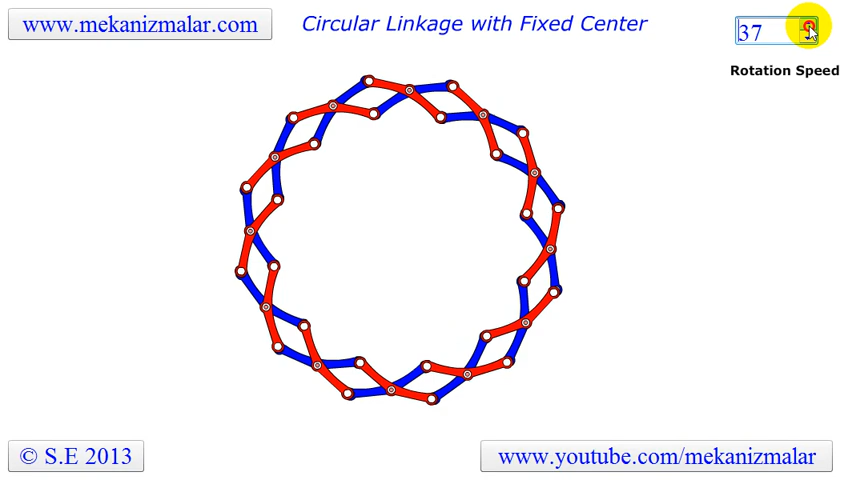 www.mekanizmalar.com
Circular Linkage with Fixed Center
37
Rotation Speed
© S.E 2013
www.youtube.com/mekanizmalar